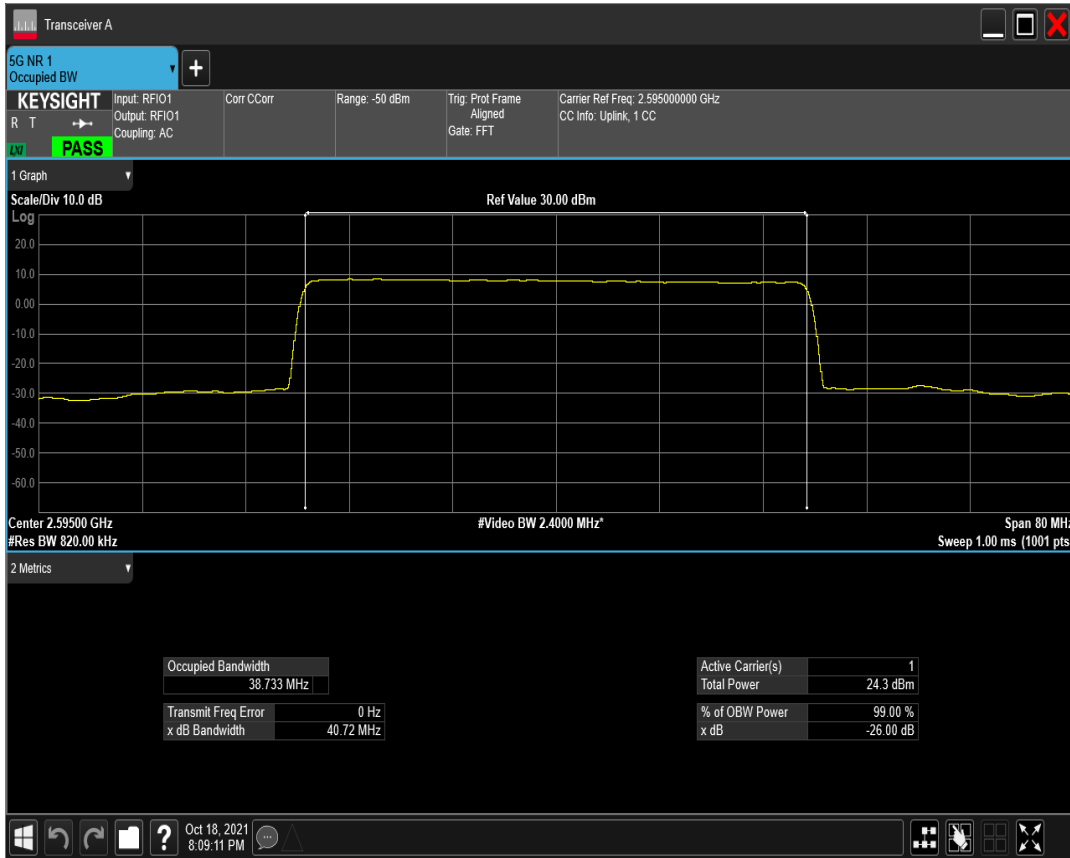 Transceiver A
5G NR 1
Occupied BW
KEYSIGHT
R T
LXI
PASS
Input: RFIO1
Output: RFIO1
Coupling: AC
Corr CCorr
Range: -50 dBm
Trig: Prot Frame
Aligned
Gate: FFT
Carrier Ref Freq: 2.595000000 GHz
CC Info: Uplink, 1 CC
1 Graph
Scale/Div 10.0 dB
Ref Value 30.00 dBm
Log
20.0
10.0
0.00
-10.0
-20.0
-30.0
-40.0
-50.0
-60.0
Center 2.59500 GHz
#Video BW 2.4000 MHz*
Span 80 MHz
#Res BW 820.00 kHz
Sweep 1.00 ms (1001 pts
2 Metrics
Occupied Bandwidth
38.733 MHz
Transmit Freq Error 0 Hz
x dB Bandwidth 40.72 MHz
Active Carrier(s) 1
Total Power 24.3 dBm
% of OBW Power 99.00 %
x dB -26.00 dB
?
Oct 18, 2021
8:09:11 PM